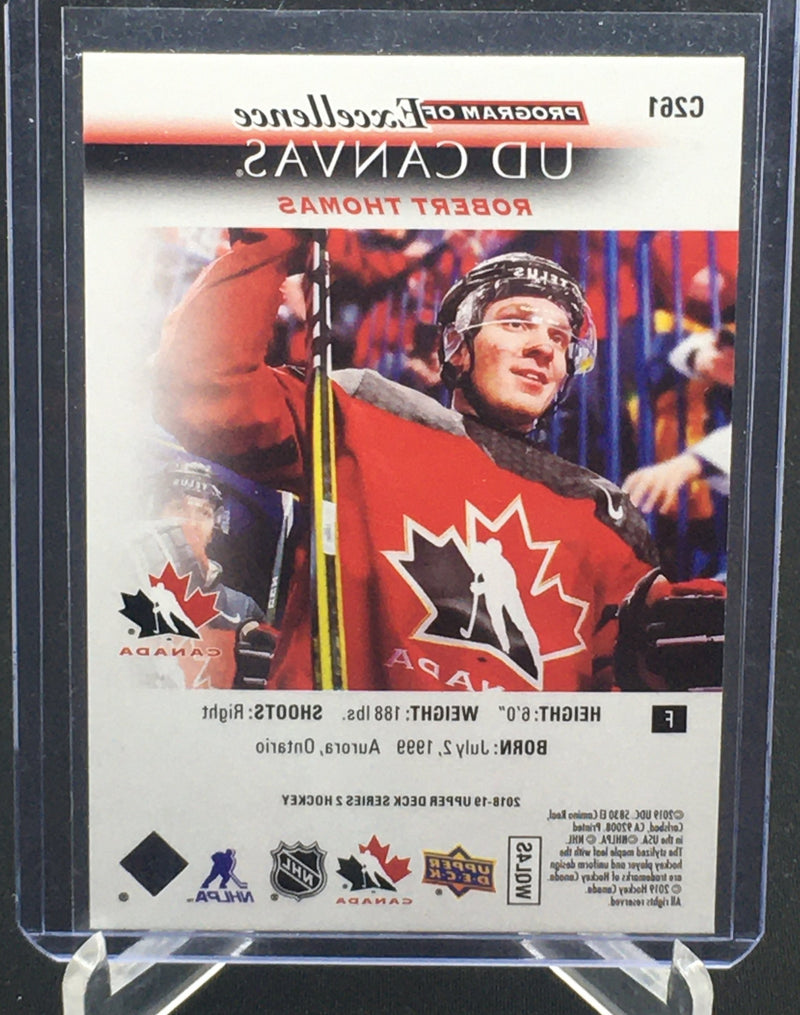 C261
PROGRAM OF Excellence
UD CANVAS®
ROBERT THOMAS
TELUS
TELUS
CANADA
CANADA
F
HEIGHT: 6'0" WEIGHT: 188 lbs. SHOOTS: Right
BORN: July 2, 1999 Aurora, Ontario
2018-19 UPPER DECK SERIES 2 HOCKEY
©2019 UDC. 5830 El Camino Real,
Carlsbad, CA 92008. Printed
in the USA. ©NHLPA. © NHL.
The stylized maple leaf with the
hockey player and uniform design
are trademarks of Hockey Canada.
© 2019 Hockey Canada.
All rights reserved.
UPPER DECK
CANADA
NHL
NHLPA